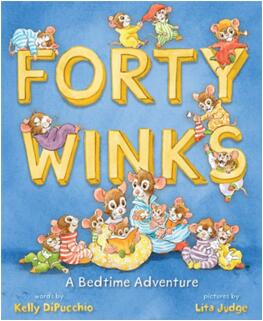 FORTY
WINKS
A Bedtime Adventure
words by
Kelly DiPucchio
pictures by
Lita Judge